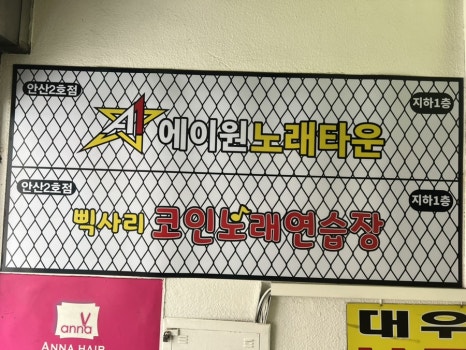 안산2호점
지하1층
A1 에이원노래타운
안산2호점
지하1층
삑사리 코인노래연습장
V
anna
ANNA HAIR
대우